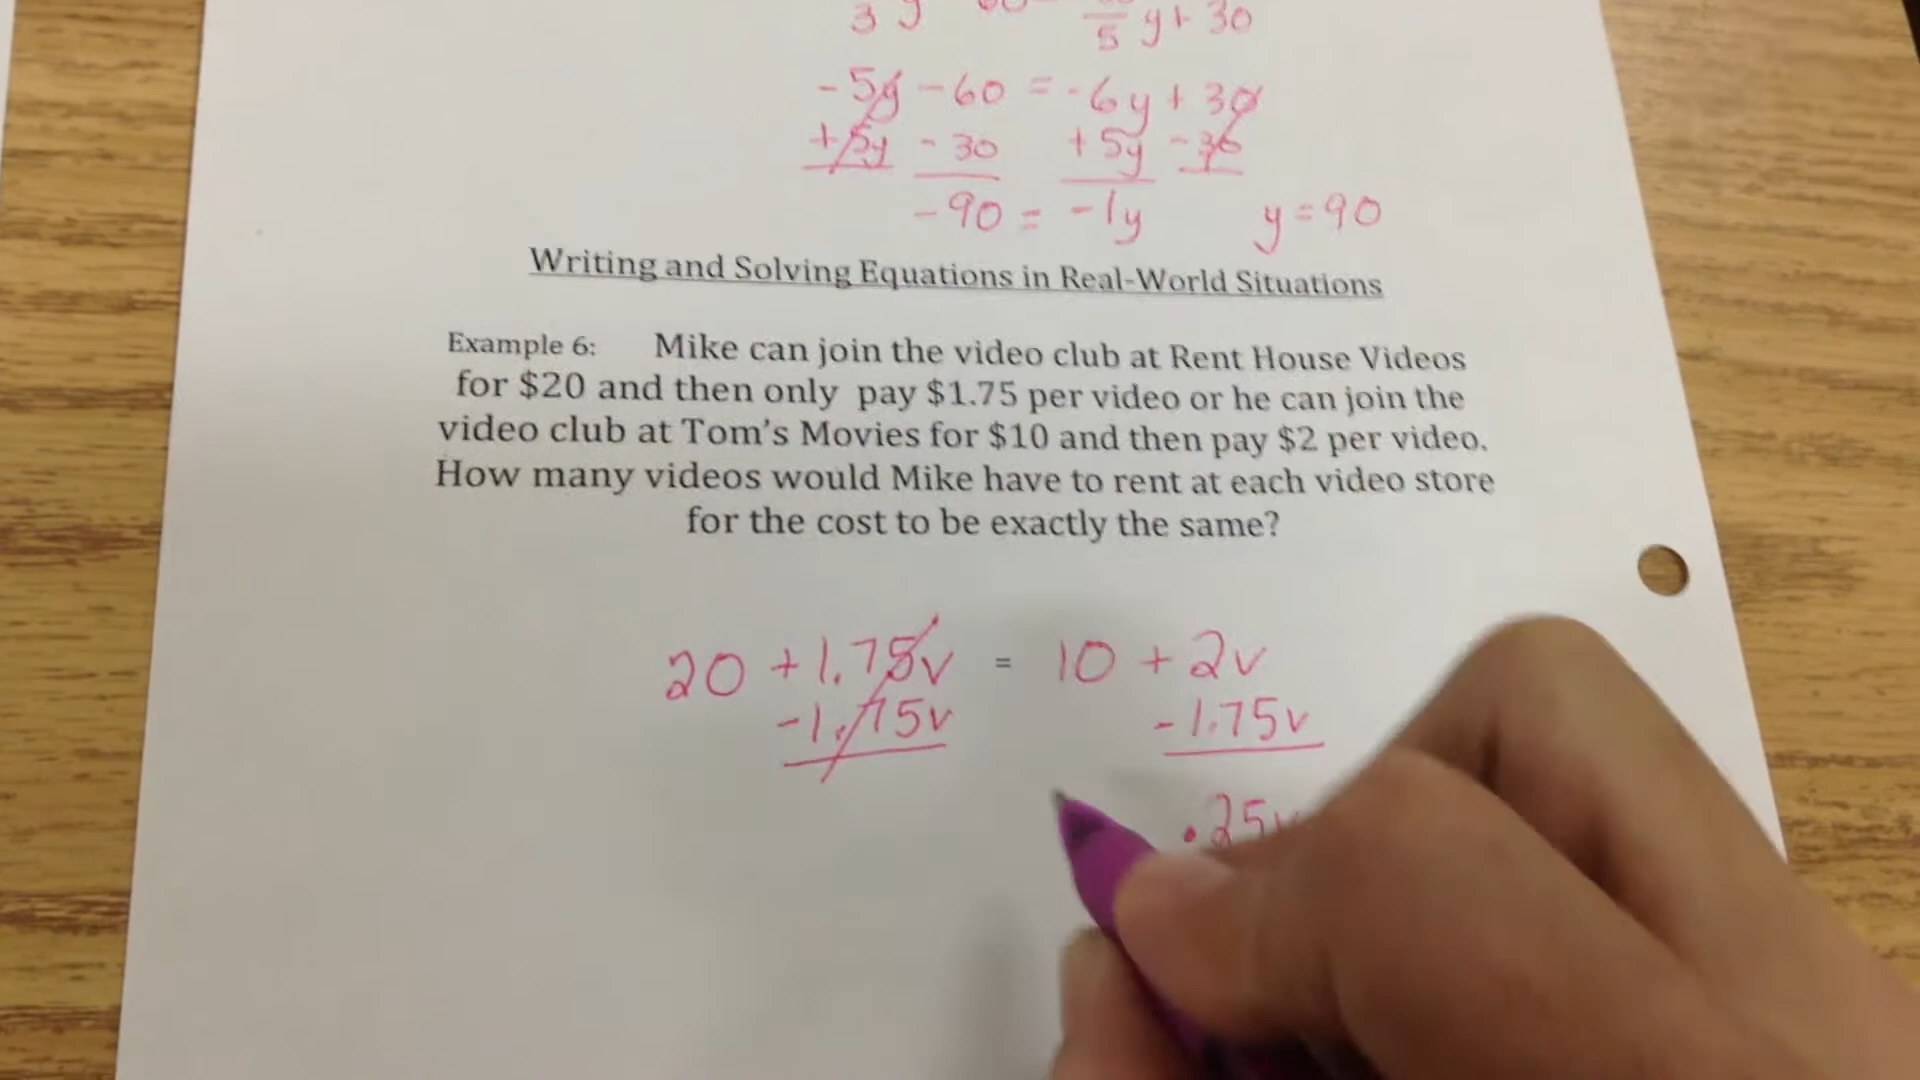 3 y 5 y + 30
-5y - 60 = -6y + 30
+5y - 30 +5y - 30
-90 = -1y y = 90
Writing and Solving Equations in Real-World Situations
Example 6: Mike can join the video club at Rent House Videos
for $20 and then only pay $1.75 per video or he can join the
video club at Tom's Movies for $10 and then pay $2 per video.
How many videos would Mike have to rent at each video store
for the cost to be exactly the same?
20 + 1.75v = 10 + 2v
-1.75v -1.75v
.25v